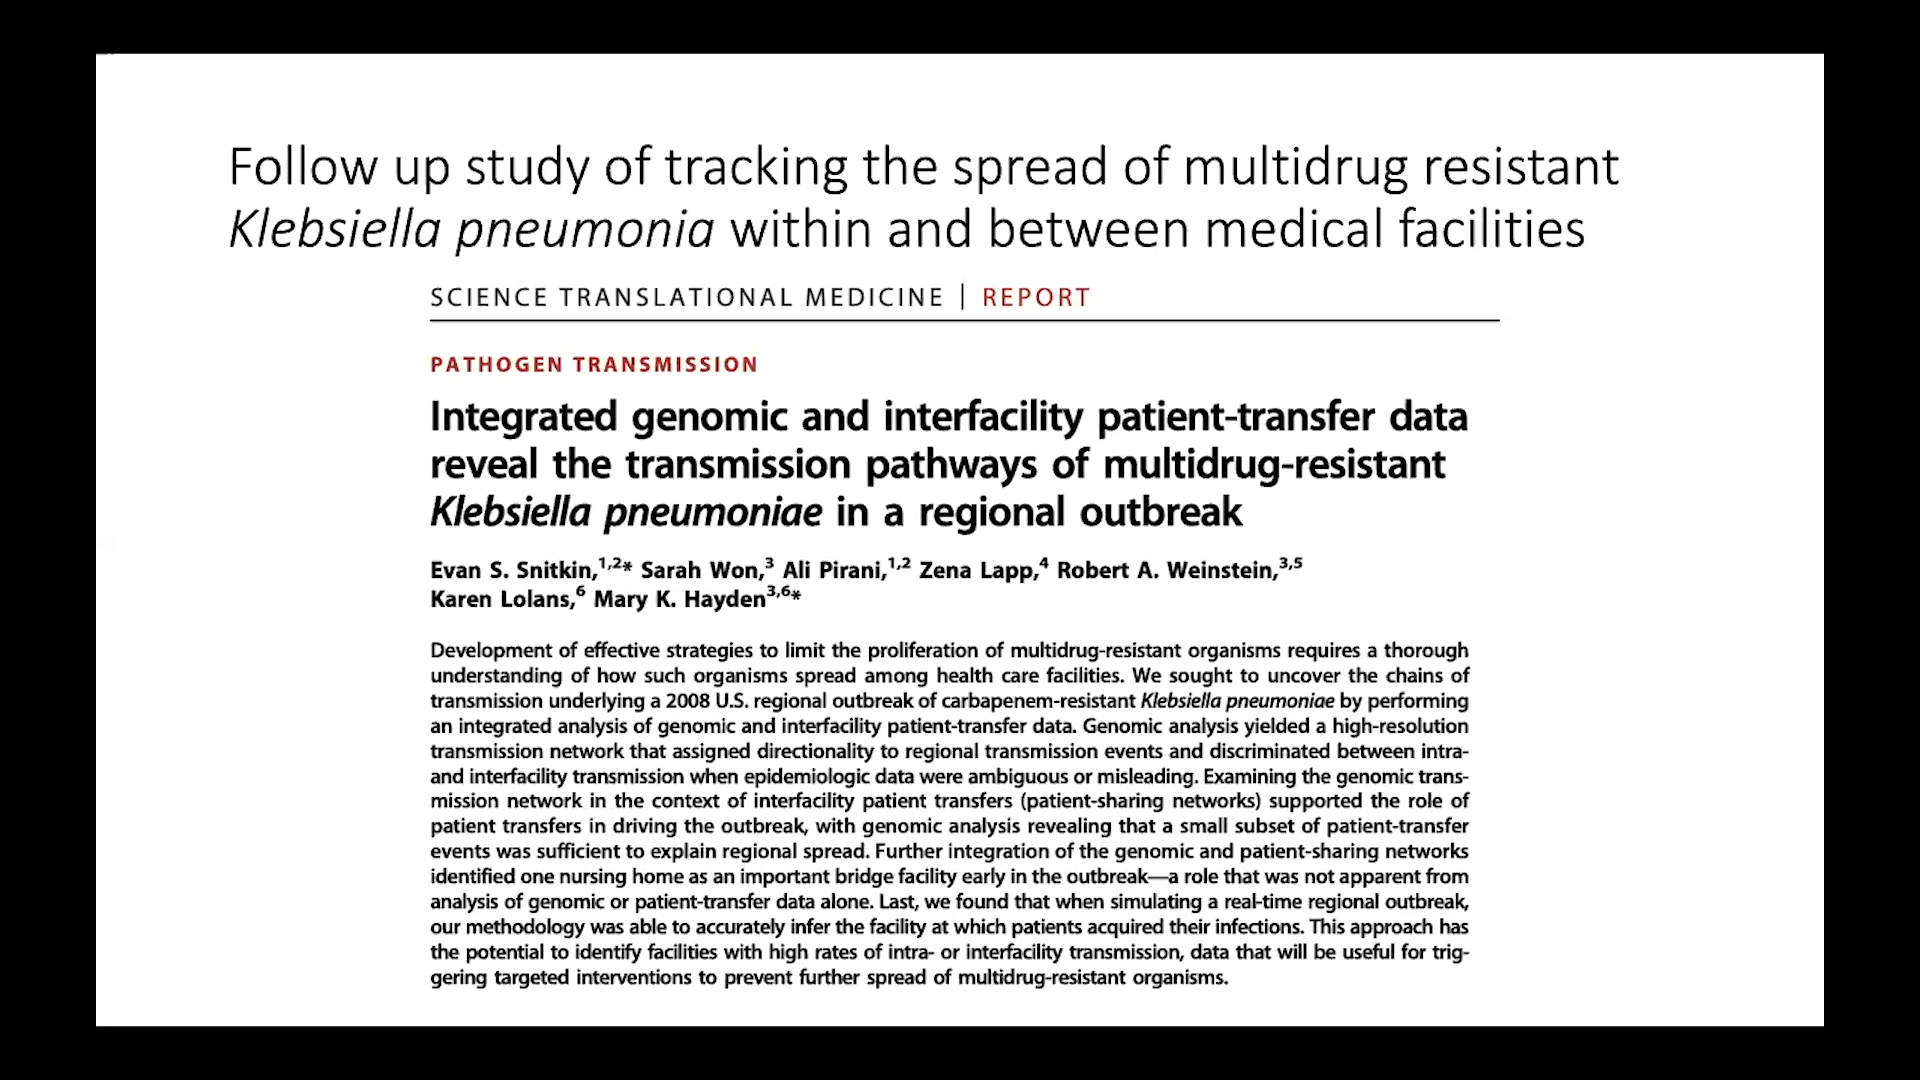 Follow up study of tracking the spread of multidrug resistant
Klebsiella pneumonia within and between medical facilities
SCIENCE TRANSLATIONAL MEDICINE | REPORT
PATHOGEN TRANSMISSION
Integrated genomic and interfacility patient-transfer data
reveal the transmission pathways of multidrug-resistant
Klebsiella pneumoniae in a regional outbreak
Evan S. Snitkin,1,2* Sarah Won,3 Ali Pirani,1,2 Zena Lapp,4 Robert A. Weinstein,3,5
Karen Lolans,6 Mary K. Hayden3,6*
Development of effective strategies to limit the proliferation of multidrug-resistant organisms requires a thorough
understanding of how such organisms spread among health care facilities. We sought to uncover the chains of
transmission underlying a 2008 U.S. regional outbreak of carbapenem-resistant Klebsiella pneumoniae by performing
an integrated analysis of genomic and interfacility patient-transfer data. Genomic analysis yielded a high-resolution
transmission network that assigned directionality to regional transmission events and discriminated between intra-
and interfacility transmission when epidemiologic data were ambiguous or misleading. Examining the genomic trans-
mission network in the context of interfacility patient transfers (patient-sharing networks) supported the role of
patient transfers in driving the outbreak, with genomic analysis revealing that a small subset of patient-transfer
events was sufficient to explain regional spread. Further integration of the genomic and patient-sharing networks
identified one nursing home as an important bridge facility early in the outbreak—a role that was not apparent from
analysis of genomic or patient-transfer data alone. Last, we found that when simulating a real-time regional outbreak,
our methodology was able to accurately infer the facility at which patients acquired their infections. This approach has
the potential to identify facilities with high rates of intra- or interfacility transmission, data that will be useful for trig-
gering targeted interventions to prevent further spread of multidrug-resistant organisms.